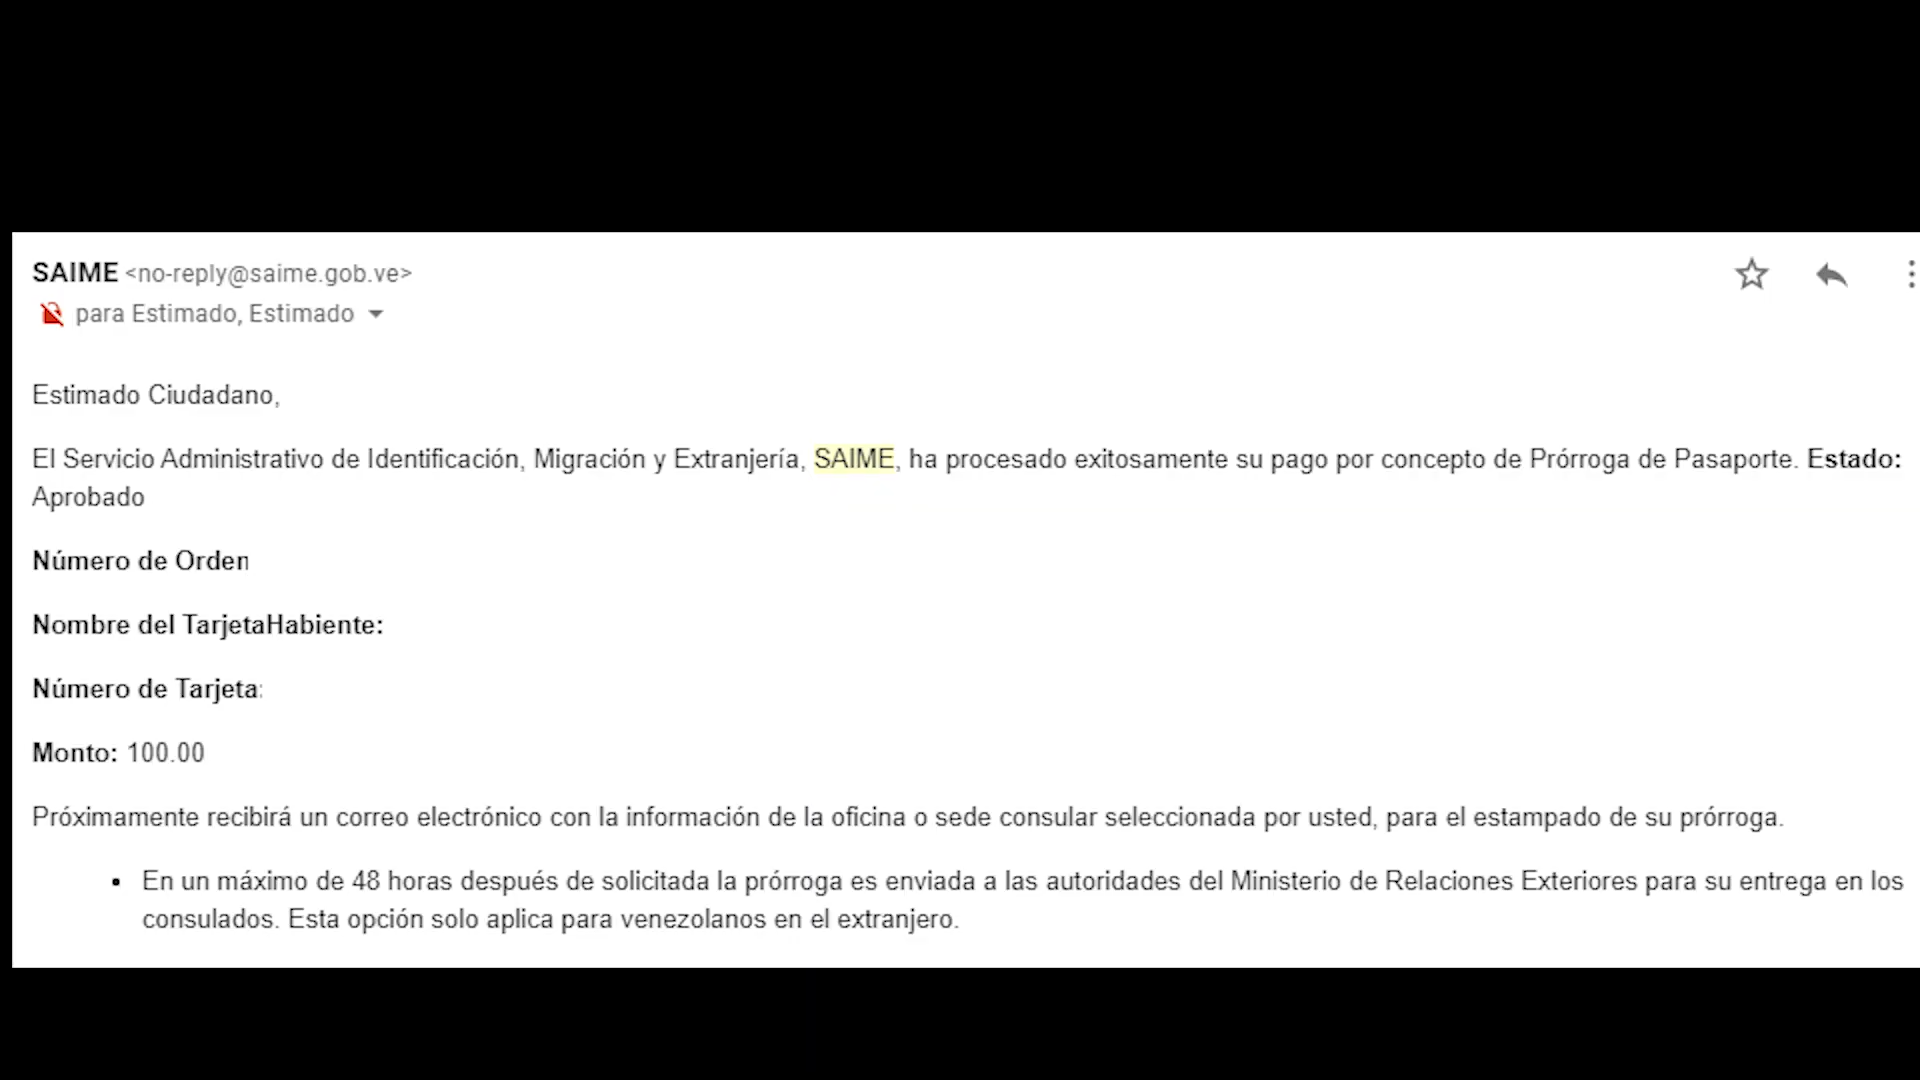 SAIME <no-reply@saime.gob.ve>
para Estimado, Estimado
Estimado Ciudadano,
El Servicio Administrativo de Identificación, Migración y Extranjería, SAIME, ha procesado exitosamente su pago por concepto de Prórroga de Pasaporte. Estado:
Aprobado
Número de Orden
Nombre del TarjetaHabiente:
Número de Tarjeta:
Monto: 100.00
Próximamente recibirá un correo electrónico con la información de la oficina o sede consular seleccionada por usted, para el estampado de su prórroga.
• En un máximo de 48 horas después de solicitada la prórroga es enviada a las autoridades del Ministerio de Relaciones Exteriores para su entrega en los
consulados. Esta opción solo aplica para venezolanos en el extranjero.